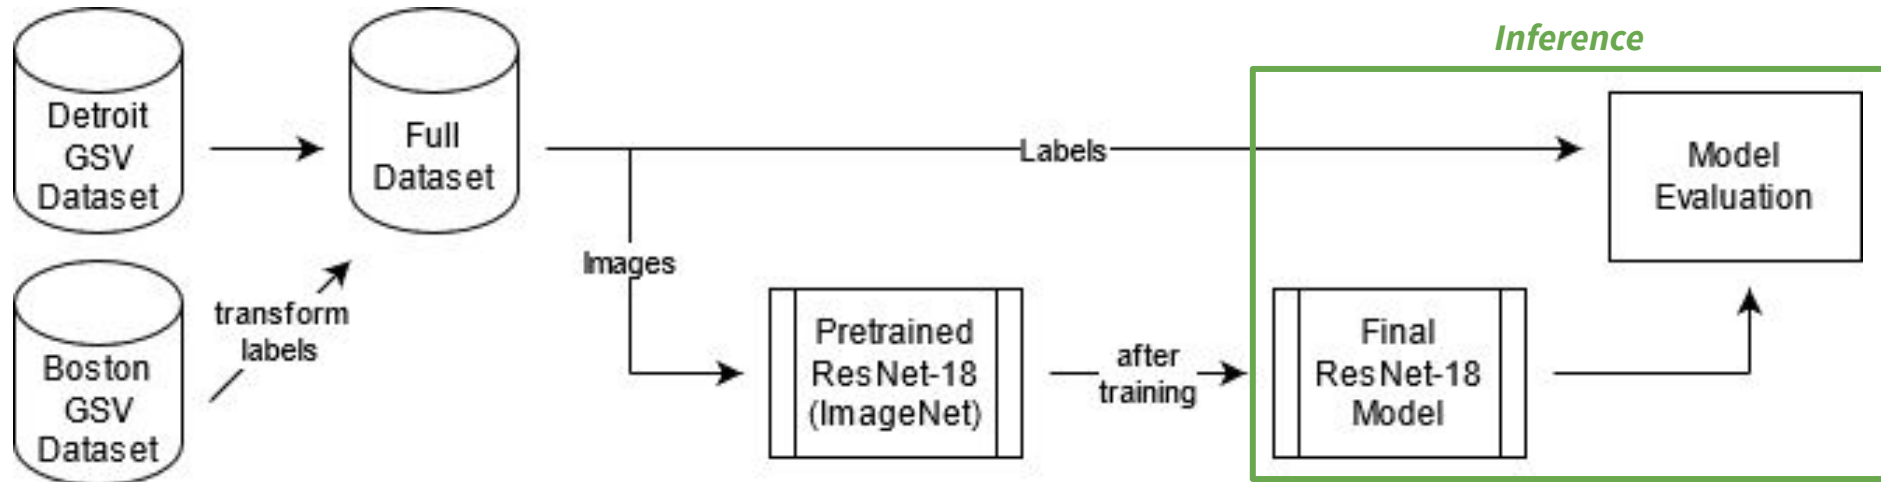 Inference
Detroit
GSV
Dataset
Full
Dataset
Labels
Model
Evaluation
Images
transform
labels
Boston
GSV
Dataset
Pretrained
ResNet-18
(ImageNet)
after
training
Final
ResNet-18
Model